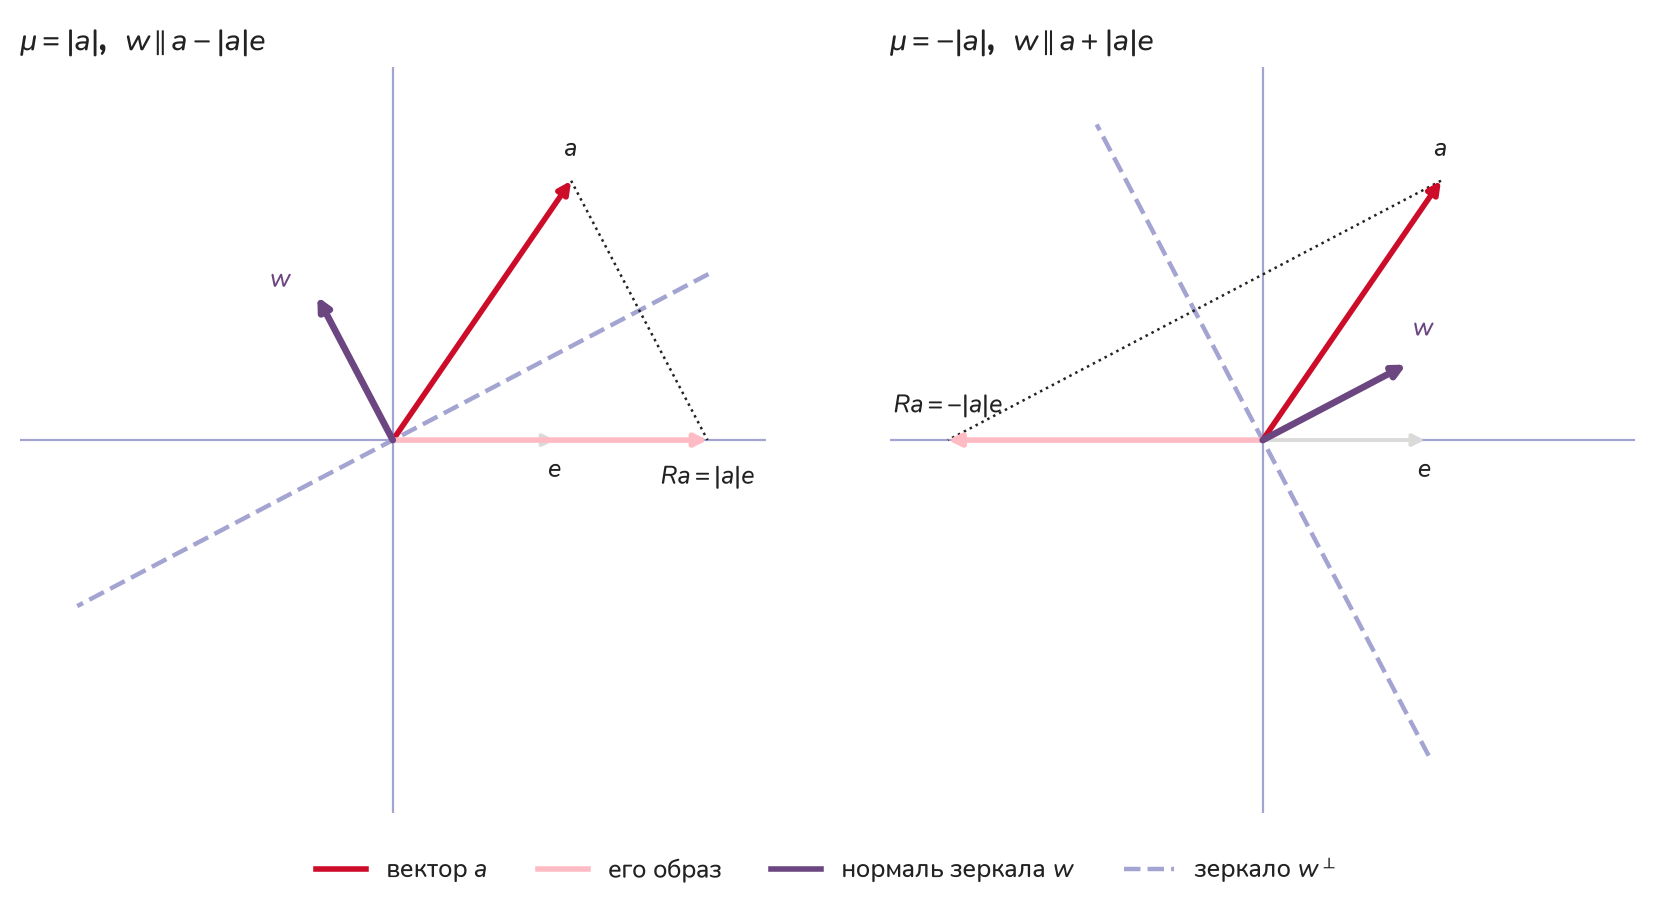 μ = |a|, w ∥ a − |a|e
μ = −|a|, w ∥ a + |a|e
a
a
w
w
Ra = −|a|e
e
Ra = |a|e
e
вектор a
его образ
нормаль зеркала w
зеркало w⊥